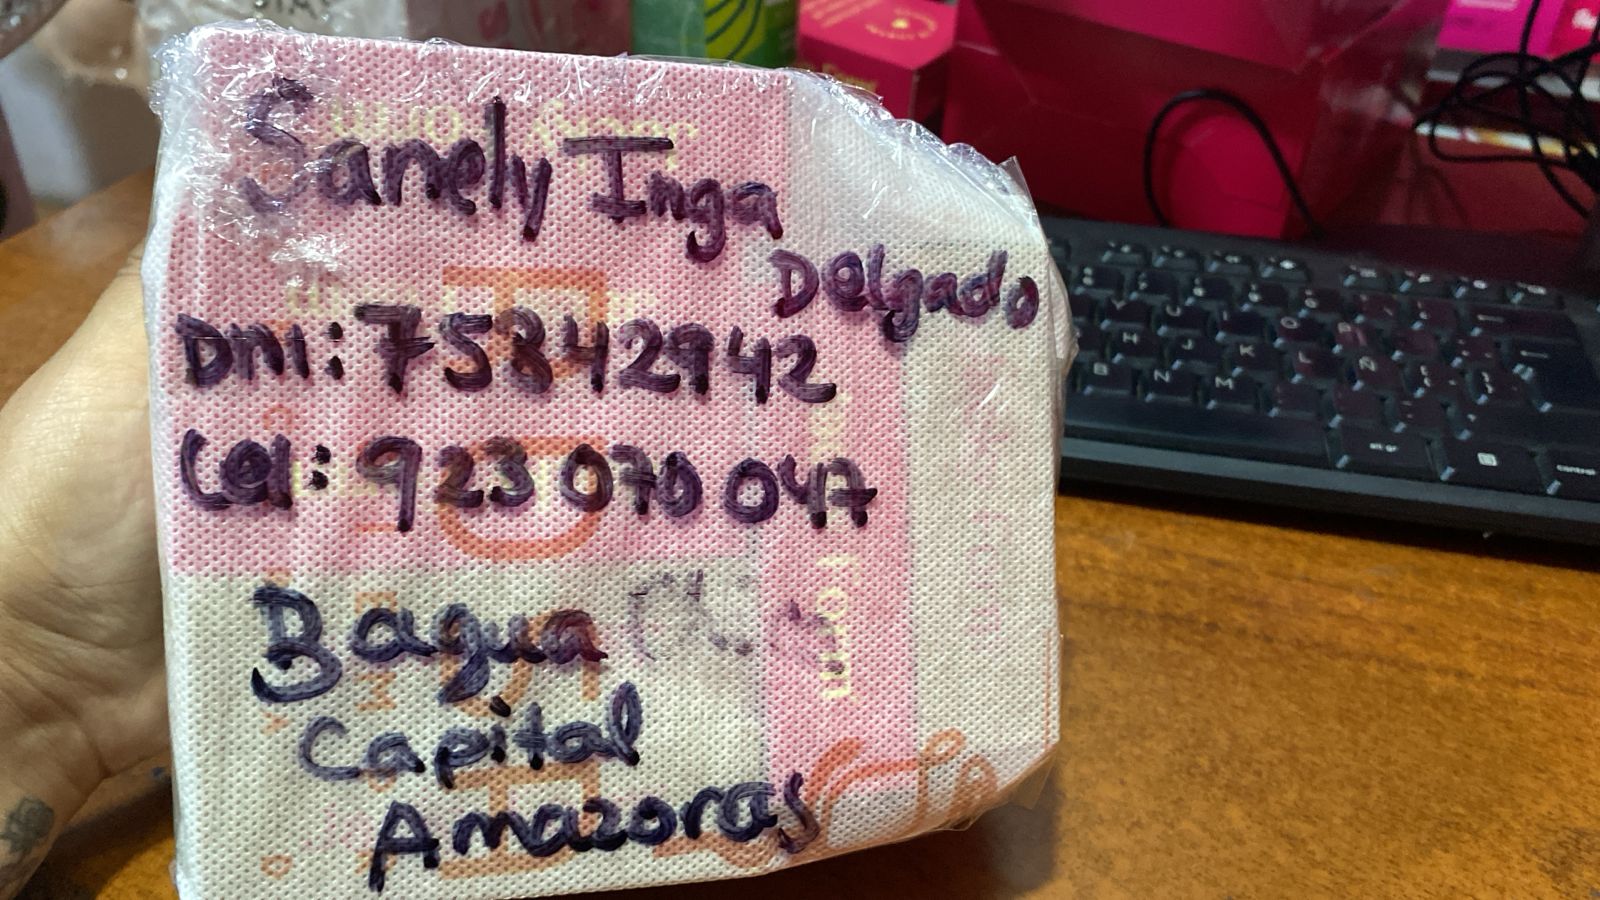 Sanely Inga
Delgado
DNI: 75842942
Cel: 923 070 047
Bagua
Capital
Amazonas